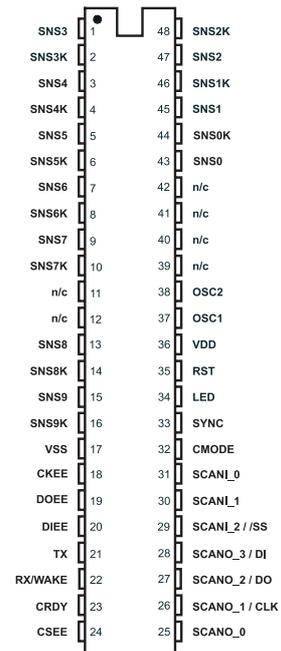 SNS3 1 48 SNS2K
SNS3K 2 47 SNS2
SNS4 3 46 SNS1K
SNS4K 4 45 SNS1
SNS5 5 44 SNS0K
SNS5K 6 43 SNS0
SNS6 7 42 n/c
SNS6K 8 41 n/c
SNS7 9 40 n/c
SNS7K 10 39 n/c
n/c 11 38 OSC2
n/c 12 37 OSC1
SNS8 13 36 VDD
SNS8K 14 35 RST
SNS9 15 34 LED
SNS9K 16 33 SYNC
VSS 17 32 CMODE
CKEE 18 31 SCANI_0
DOEE 19 30 SCANI_1
DIEE 20 29 SCANI_2 / /SS
TX 21 28 SCANO_3 / DI
RX/WAKE 22 27 SCANO_2 / DO
CRDY 23 26 SCANO_1 / CLK
CSEE 24 25 SCANO_0